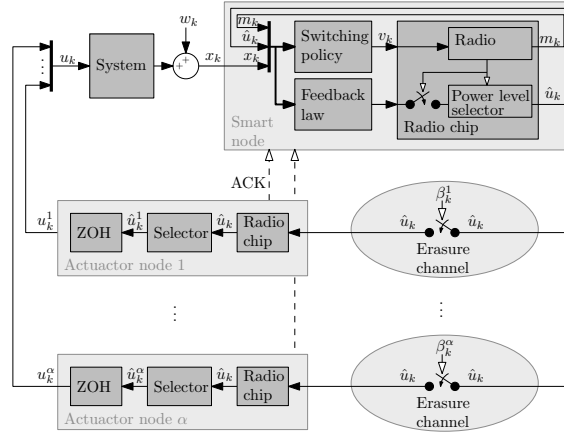 w_k
m_k
û_k
x_k
u_k
System
+
+
x_k
Switching
policy
v_k
Radio
m_k
Feedback
law
Power level
selector
û_k
Radio chip
Smart
node
ACK
β_k^1
u_k^1
ZOH
û_k^1
Selector
û_k
Radio
chip
û_k
û_k
Erasure
channel
Actuactor node 1
β_k^α
u_k^α
ZOH
û_k^α
Selector
û_k
Radio
chip
û_k
û_k
Erasure
channel
Actuactor node α